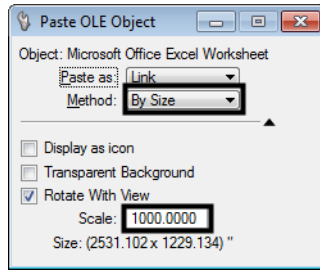 Paste OLE Object
Object: Microsoft Office Excel Worksheet
Paste as: Link
Method: By Size
Display as icon
Transparent Background
Rotate With View
Scale: 1000.0000
Size: (2531.102 x 1229.134) "